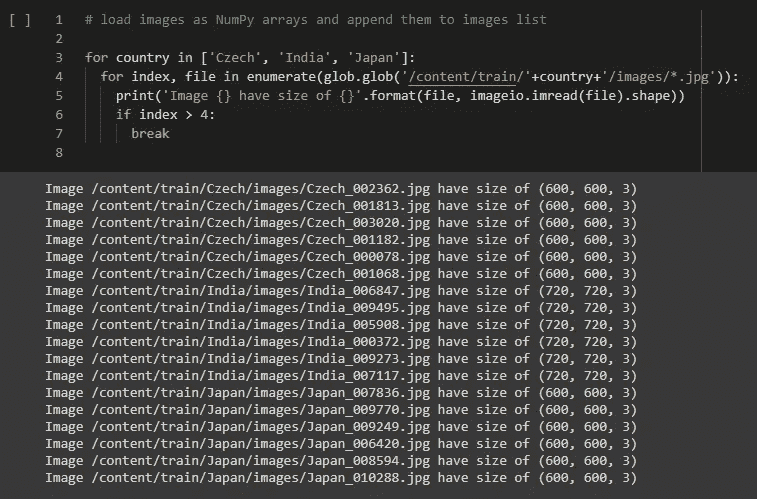 [ ] 1 # load images as NumPy arrays and append them to images list
2
3 for country in ['Czech', 'India', 'Japan']:
4 for index, file in enumerate(glob.glob('/content/train/'+country+'/images/*.jpg')):
5 print('Image {} have size of {}'.format(file, imageio.imread(file).shape))
6 if index > 4:
7 break
8
Image /content/train/Czech/images/Czech_002362.jpg have size of (600, 600, 3)
Image /content/train/Czech/images/Czech_001813.jpg have size of (600, 600, 3)
Image /content/train/Czech/images/Czech_003020.jpg have size of (600, 600, 3)
Image /content/train/Czech/images/Czech_001182.jpg have size of (600, 600, 3)
Image /content/train/Czech/images/Czech_000078.jpg have size of (600, 600, 3)
Image /content/train/Czech/images/Czech_001068.jpg have size of (600, 600, 3)
Image /content/train/India/images/India_006847.jpg have size of (720, 720, 3)
Image /content/train/India/images/India_009495.jpg have size of (720, 720, 3)
Image /content/train/India/images/India_005908.jpg have size of (720, 720, 3)
Image /content/train/India/images/India_000372.jpg have size of (720, 720, 3)
Image /content/train/India/images/India_009273.jpg have size of (720, 720, 3)
Image /content/train/India/images/India_007117.jpg have size of (720, 720, 3)
Image /content/train/Japan/images/Japan_007836.jpg have size of (600, 600, 3)
Image /content/train/Japan/images/Japan_009770.jpg have size of (600, 600, 3)
Image /content/train/Japan/images/Japan_009249.jpg have size of (600, 600, 3)
Image /content/train/Japan/images/Japan_006420.jpg have size of (600, 600, 3)
Image /content/train/Japan/images/Japan_008594.jpg have size of (600, 600, 3)
Image /content/train/Japan/images/Japan_010288.jpg have size of (600, 600, 3)